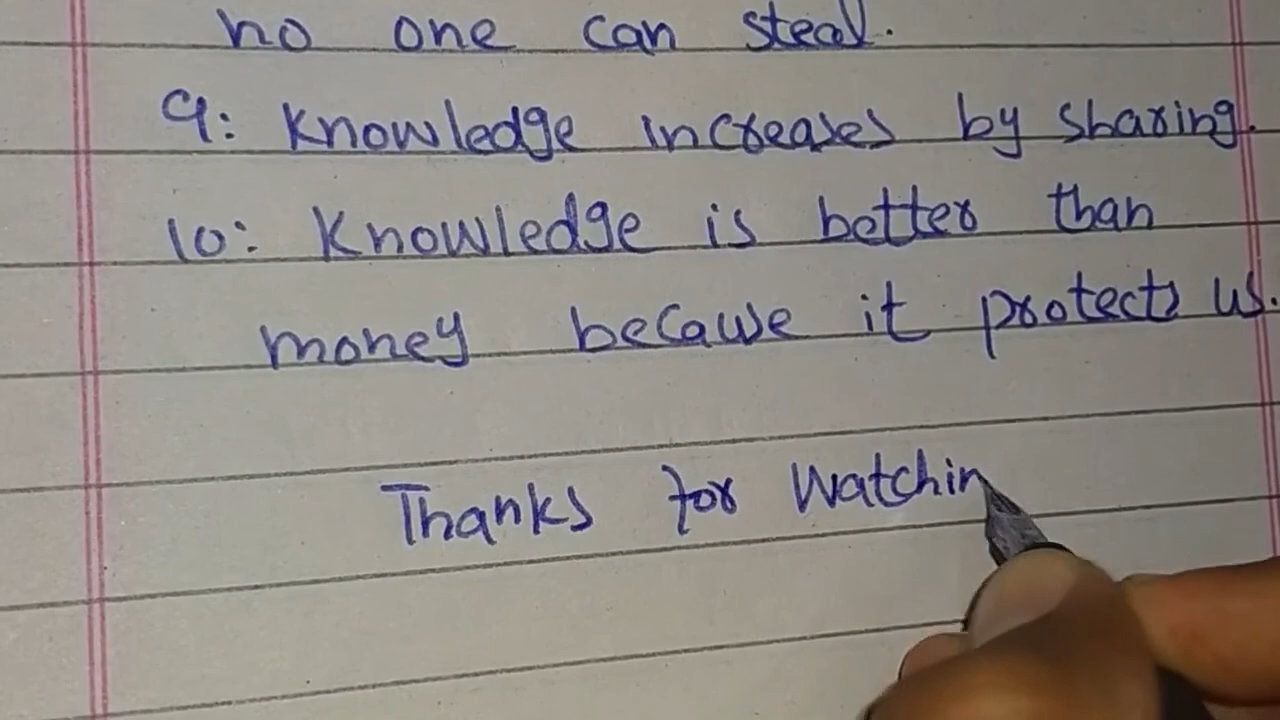 no one can steal.
9: Knowledge increases by sharing.
10: Knowledge is better than
money because it protects us.
Thanks for Watchin